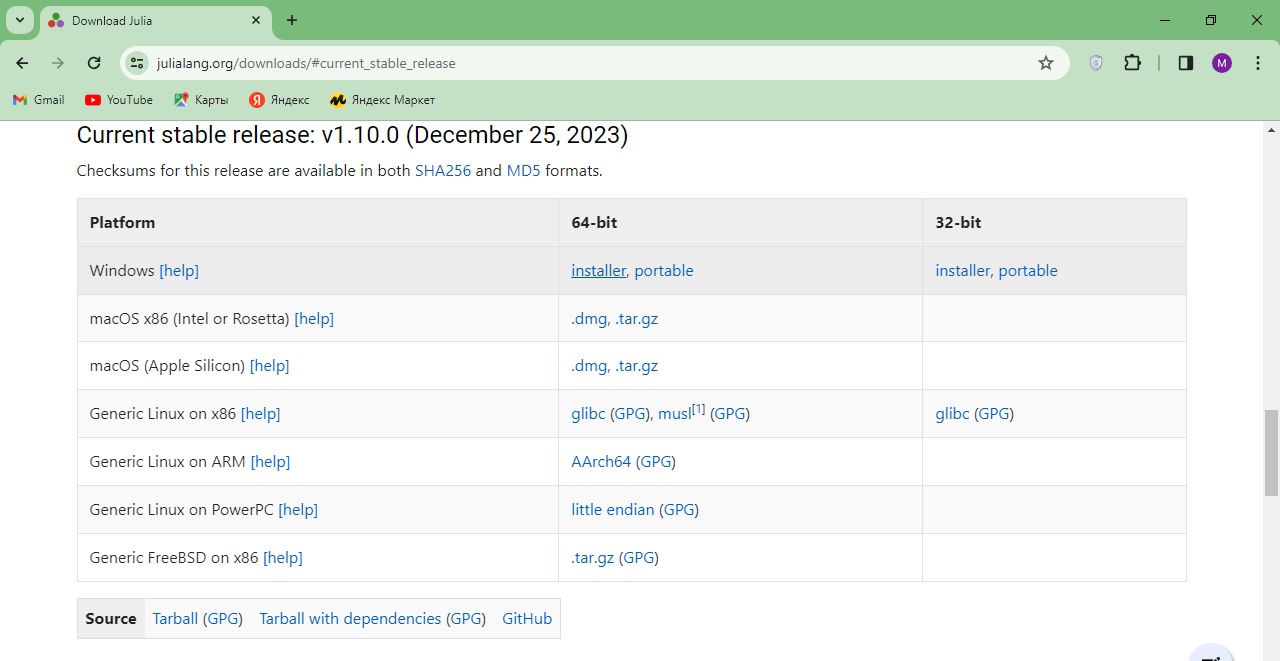 Download Julia
julialang.org/downloads/#current_stable_release
M
Gmail YouTube Карты Яндекс Яндекс Маркет
Current stable release: v1.10.0 (December 25, 2023)
Checksums for this release are available in both SHA256 and MD5 formats.
Platform 64-bit 32-bit
Windows [help] installer, portable installer, portable
macOS x86 (Intel or Rosetta) [help] .dmg, .tar.gz
macOS (Apple Silicon) [help] .dmg, .tar.gz
Generic Linux on x86 [help] glibc (GPG), musl[1] (GPG) glibc (GPG)
Generic Linux on ARM [help] AArch64 (GPG)
Generic Linux on PowerPC [help] little endian (GPG)
Generic FreeBSD on x86 [help] .tar.gz (GPG)
Source Tarball (GPG) Tarball with dependencies (GPG) GitHub